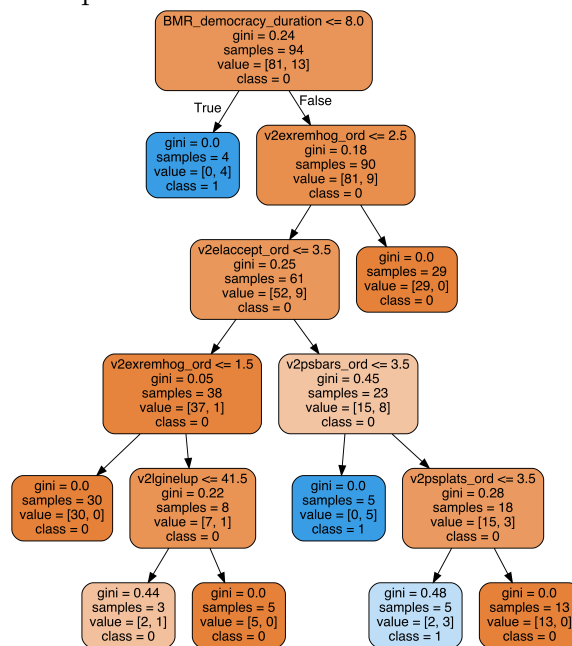 BMR_democracy_duration <= 8.0
gini = 0.24
samples = 94
value = [81, 13]
class = 0
True
False
gini = 0.0
samples = 4
value = [0, 4]
class = 1
v2exremhog_ord <= 2.5
gini = 0.18
samples = 90
value = [81, 9]
class = 0
v2elaccept_ord <= 3.5
gini = 0.25
samples = 61
value = [52, 9]
class = 0
gini = 0.0
samples = 29
value = [29, 0]
class = 0
v2exremhog_ord <= 1.5
gini = 0.05
samples = 38
value = [37, 1]
class = 0
v2psbars_ord <= 3.5
gini = 0.45
samples = 23
value = [15, 8]
class = 0
gini = 0.0
samples = 30
value = [30, 0]
class = 0
v2lginelup <= 41.5
gini = 0.22
samples = 8
value = [7, 1]
class = 0
gini = 0.0
samples = 5
value = [0, 5]
class = 1
v2psplats_ord <= 3.5
gini = 0.28
samples = 18
value = [15, 3]
class = 0
gini = 0.44
samples = 3
value = [2, 1]
class = 0
gini = 0.0
samples = 5
value = [5, 0]
class = 0
gini = 0.48
samples = 5
value = [2, 3]
class = 1
gini = 0.0
samples = 13
value = [13, 0]
class = 0